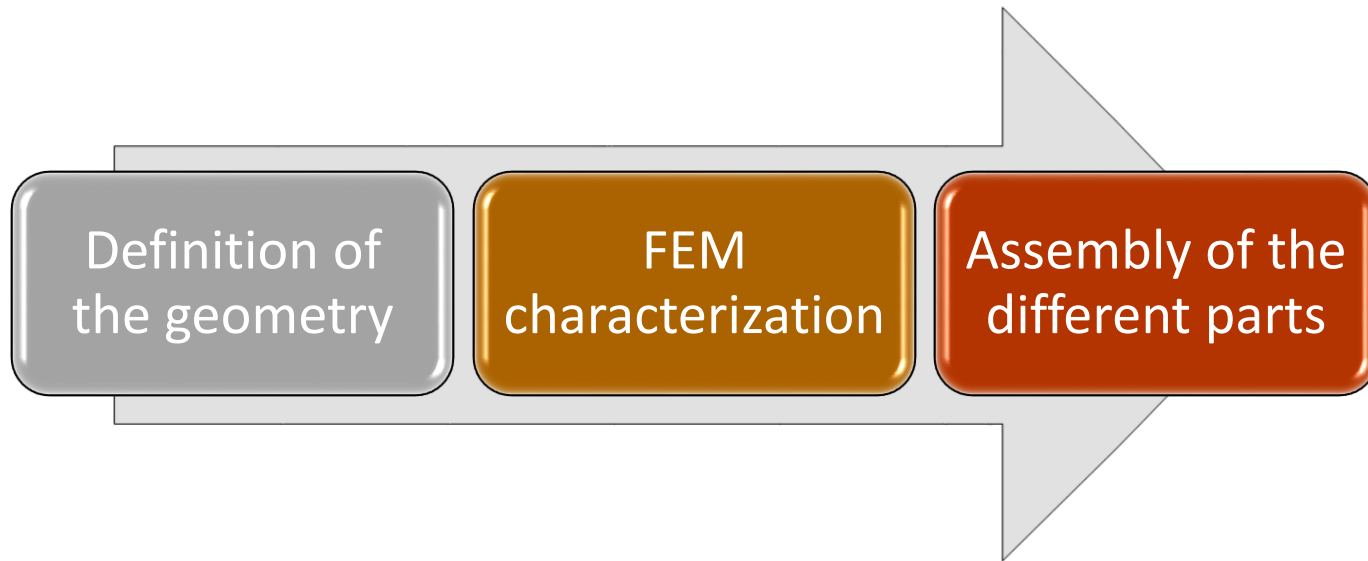 Definition of
the geometry
FEM
characterization
Assembly of the
different parts